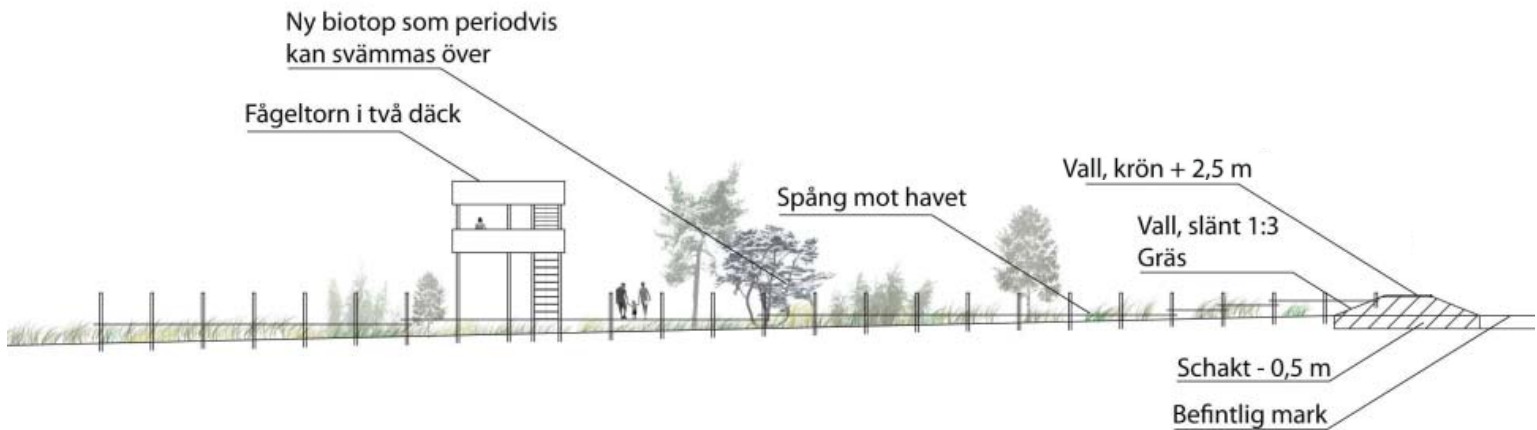 Ny biotop som periodvis
kan svämmas över
Fågeltorn i två däck
Spång mot havet
Vall, krön + 2,5 m
Vall, slänt 1:3
Gräs
Schakt - 0,5 m
Befintlig mark